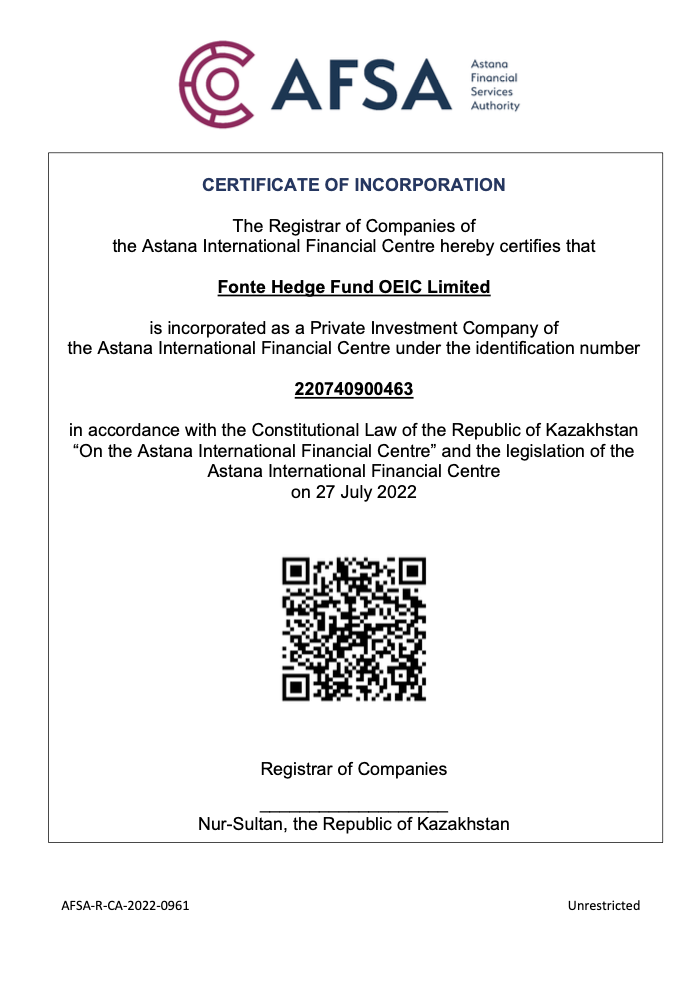 AFSA
Astana
Financial
Services
Authority
CERTIFICATE OF INCORPORATION
The Registrar of Companies of
the Astana International Financial Centre hereby certifies that
Fonte Hedge Fund OEIC Limited
is incorporated as a Private Investment Company of
the Astana International Financial Centre under the identification number
220740900463
in accordance with the Constitutional Law of the Republic of Kazakhstan
“On the Astana International Financial Centre” and the legislation of the
Astana International Financial Centre
on 27 July 2022
Registrar of Companies
Nur-Sultan, the Republic of Kazakhstan
AFSA-R-CA-2022-0961
Unrestricted